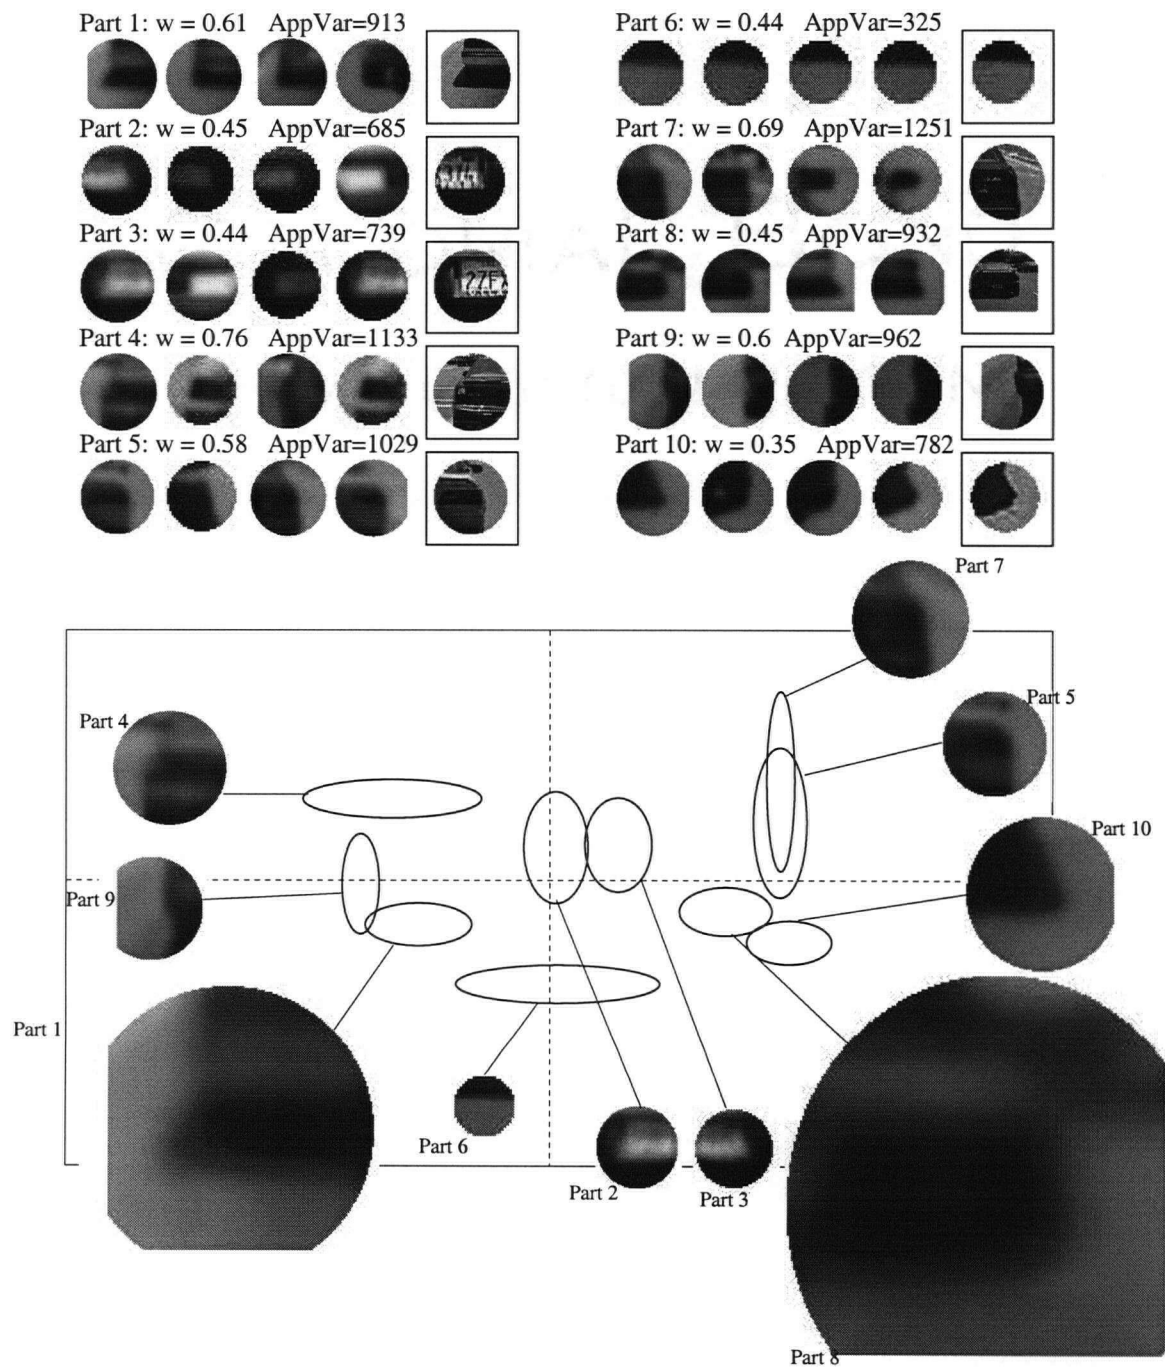 Part 1: w = 0.61 AppVar=913
Part 2: w = 0.45 AppVar=685
Part 3: w = 0.44 AppVar=739
27FX
Part 4: w = 0.76 AppVar=1133
Part 5: w = 0.58 AppVar=1029
Part 6: w = 0.44 AppVar=325
Part 7: w = 0.69 AppVar=1251
Part 8: w = 0.45 AppVar=932
Part 9: w = 0.6 AppVar=962
Part 10: w = 0.35 AppVar=782
Part 7
Part 4
Part 5
Part 10
Part 9
Part 1
Part 6
Part 2
Part 3
Part 8